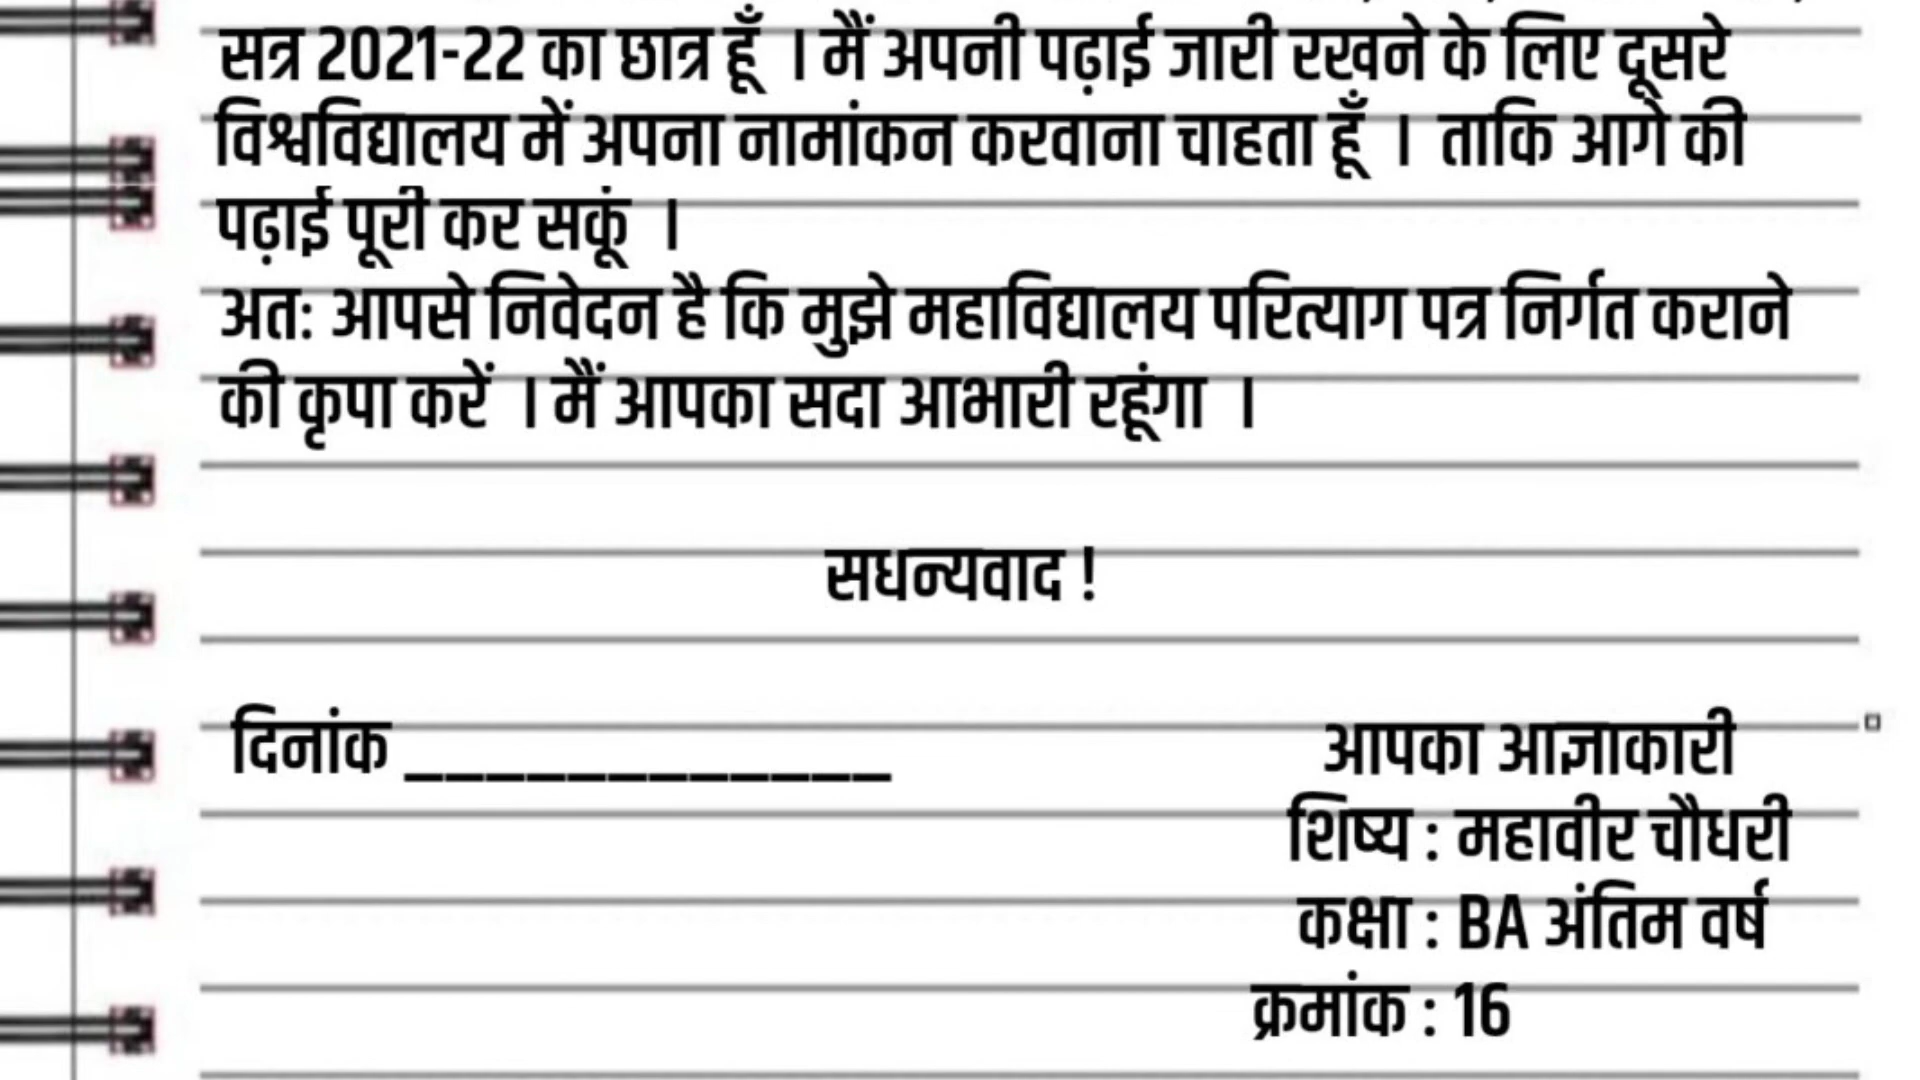 सत्र 2021-22 का छात्र हूँ । मैं अपनी पढ़ाई जारी रखने के लिए दूसरे
विश्वविद्यालय में अपना नामांकन करवाना चाहता हूँ । ताकि आगे की
पढ़ाई पूरी कर सकूं ।
अत: आपसे निवेदन है कि मुझे महाविद्यालय परित्याग पत्र निर्गत कराने
की कृपा करें । मैं आपका सदा आभारी रहूंगा ।
सधन्यवाद !
दिनांक ____________ आपका आज्ञाकारी
शिष्य : महावीर चौधरी
कक्षा : BA अंतिम वर्ष
क्रमांक : 16